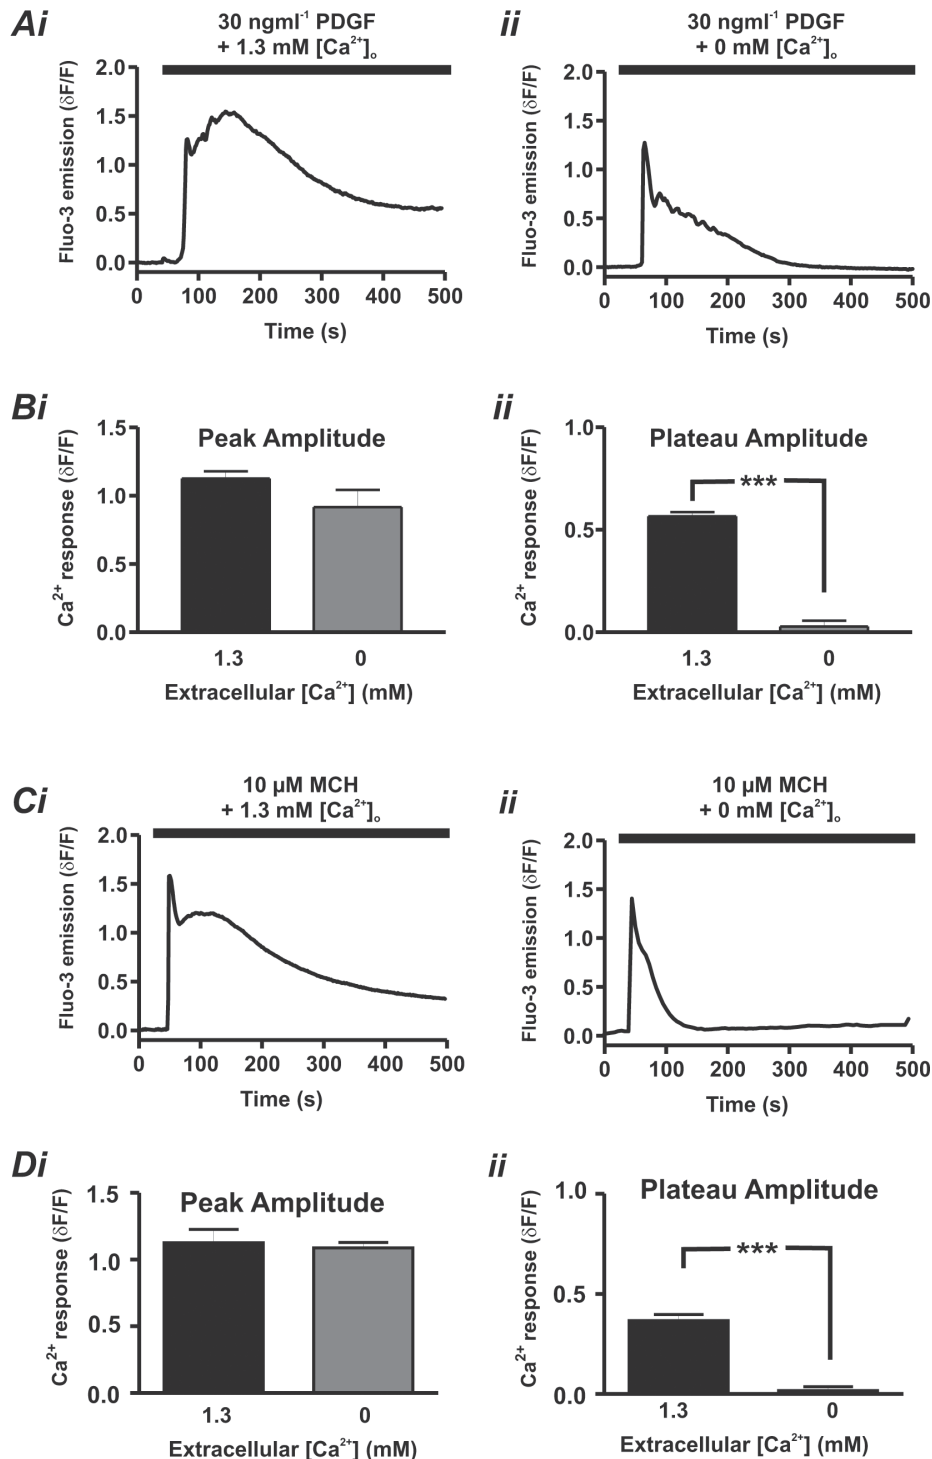 Ai
30 ngml⁻¹ PDGF
+ 1.3 mM [Ca²⁺]ₒ
Fluo-3 emission (δF/F)
2.0
1.5
1.0
0.5
0.0
0 100 200 300 400 500
Time (s)
ii
30 ngml⁻¹ PDGF
+ 0 mM [Ca²⁺]ₒ
Fluo-3 emission (δF/F)
2.0
1.5
1.0
0.5
0.0
0 100 200 300 400 500
Time (s)
Bi
Peak Amplitude
Ca²⁺ response (δF/F)
1.5
1.0
0.5
0.0
1.3 0
Extracellular [Ca²⁺] (mM)
ii
Plateau Amplitude
***
Ca²⁺ response (δF/F)
1.0
0.5
0.0
1.3 0
Extracellular [Ca²⁺] (mM)
Ci
10 µM MCH
+ 1.3 mM [Ca²⁺]ₒ
Fluo-3 emission (δF/F)
2.0
1.5
1.0
0.5
0.0
0 100 200 300 400 500
Time (s)
ii
10 µM MCH
+ 0 mM [Ca²⁺]ₒ
Fluo-3 emission (δF/F)
2.0
1.5
1.0
0.5
0.0
0 100 200 300 400 500
Time (s)
Di
Peak Amplitude
Ca²⁺ response (δF/F)
1.5
1.0
0.5
0.0
1.3 0
Extracellular [Ca²⁺] (mM)
ii
Plateau Amplitude
***
Ca²⁺ response (δF/F)
1.0
0.5
0.0
1.3 0
Extracellular [Ca²⁺] (mM)